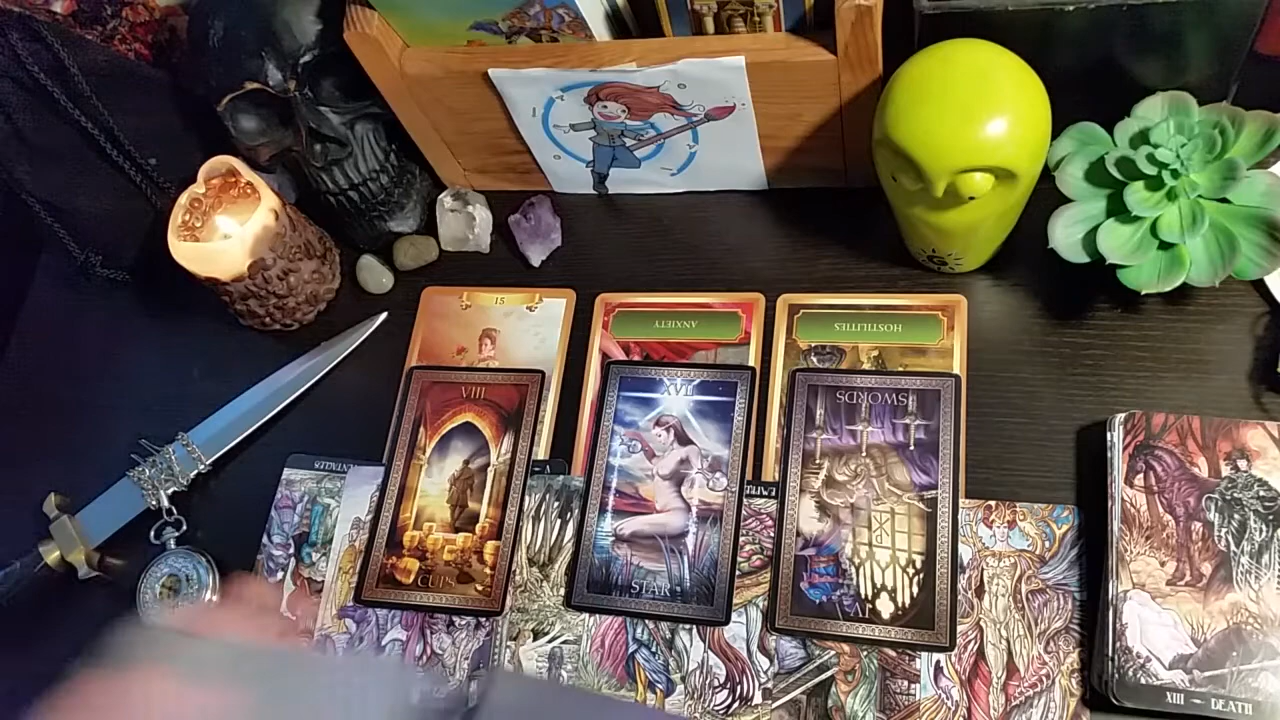 15
ANXIETY
HOSTILITIES
VIII
CUPS
XVII
STAR
SWORDS
XIII — DEATH